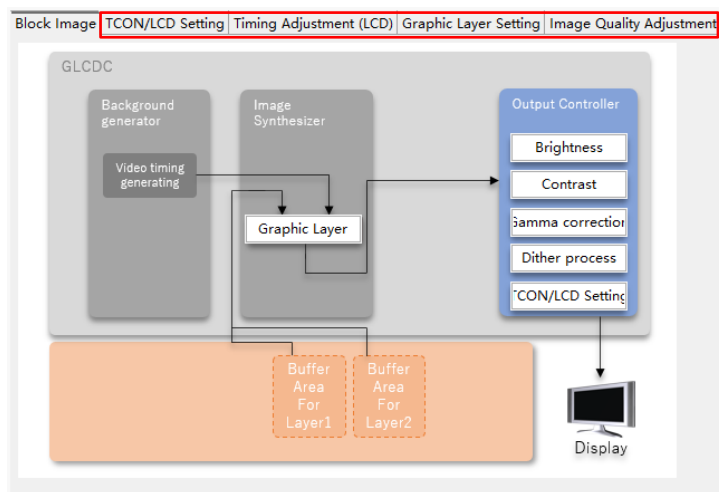 Block Image TCON/LCD Setting Timing Adjustment (LCD) Graphic Layer Setting Image Quality Adjustment
GLCDC
Background
generator
Video timing
generating
Image
Synthesizer
Graphic Layer
Output Controller
Brightness
Contrast
Gamma correction
Dither process
TCON/LCD Setting
Buffer
Area
For
Layer1
Buffer
Area
For
Layer2
Display